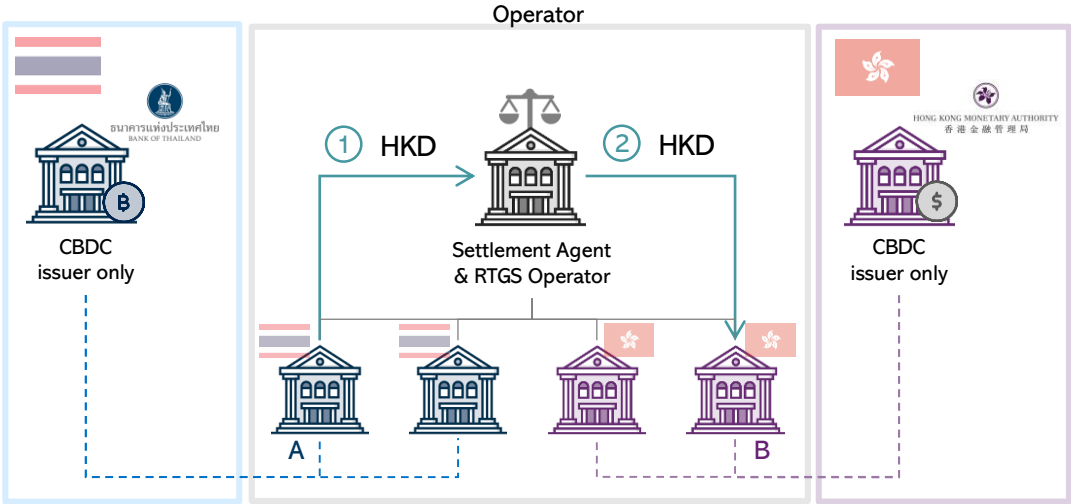 Operator
ธนาคารแห่งประเทศไทย
BANK OF THAILAND
฿
CBDC
issuer only
1 HKD
2 HKD
Settlement Agent
& RTGS Operator
A
B
HONG KONG MONETARY AUTHORITY
香港金融管理局
$
CBDC
issuer only